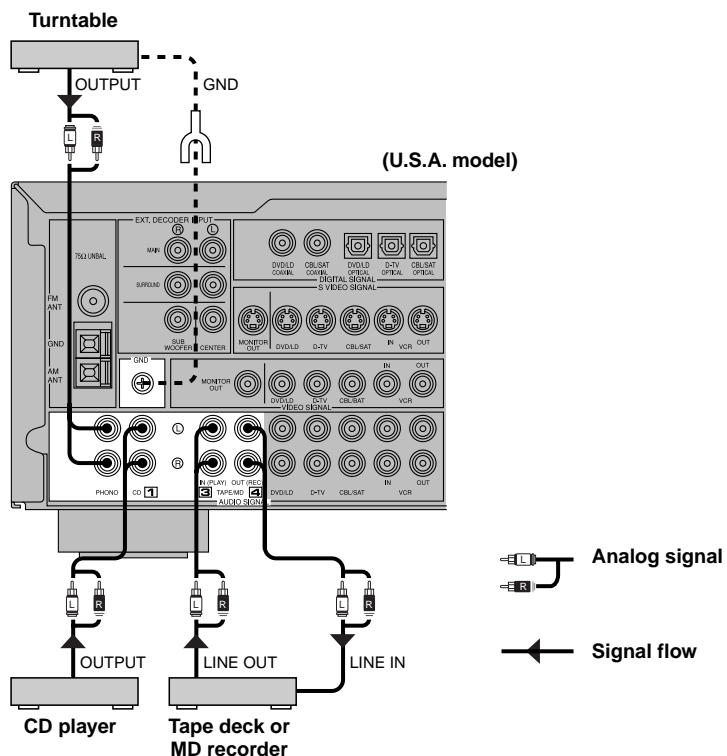 Turntable
OUTPUT
GND
L
R
(U.S.A. model)
EXT. DECODER INPUT
R
L
MAIN
SURROUND
SUB WOOFER
CENTER
75Ω UNBAL.
FM ANT
GND
AM ANT
DVD/LD COAXIAL
CBL/SAT COAXIAL
DVD/LD OPTICAL
D-TV OPTICAL
CBL/SAT OPTICAL
DIGITAL SIGNAL
S VIDEO SIGNAL
MONITOR OUT
DVD/LD
D-TV
CBL/SAT
IN
VCR
OUT
GND
MONITOR OUT
DVD/LD
D-TV
CBL/SAT
IN
VCR
OUT
VIDEO SIGNAL
L
R
PHONO
CD 1
IN (PLAY)
OUT (REC)
3 TAPE/MD 4
DVD/LD
D-TV
CBL/SAT
IN
VCR
OUT
AUDIO SIGNAL
L
R
L
R
L
R
OUTPUT
LINE OUT
LINE IN
CD player
Tape deck or
MD recorder
L
R
Analog signal
Signal flow